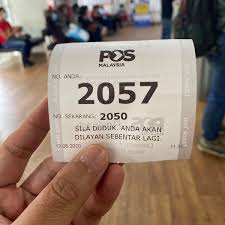 POS
MALAYSIA
NO. ANDA:
2057
NO. SEKARANG: 2050
SILA DUDUK. ANDA AKAN
DILAYAN SEBENTAR LAGI.